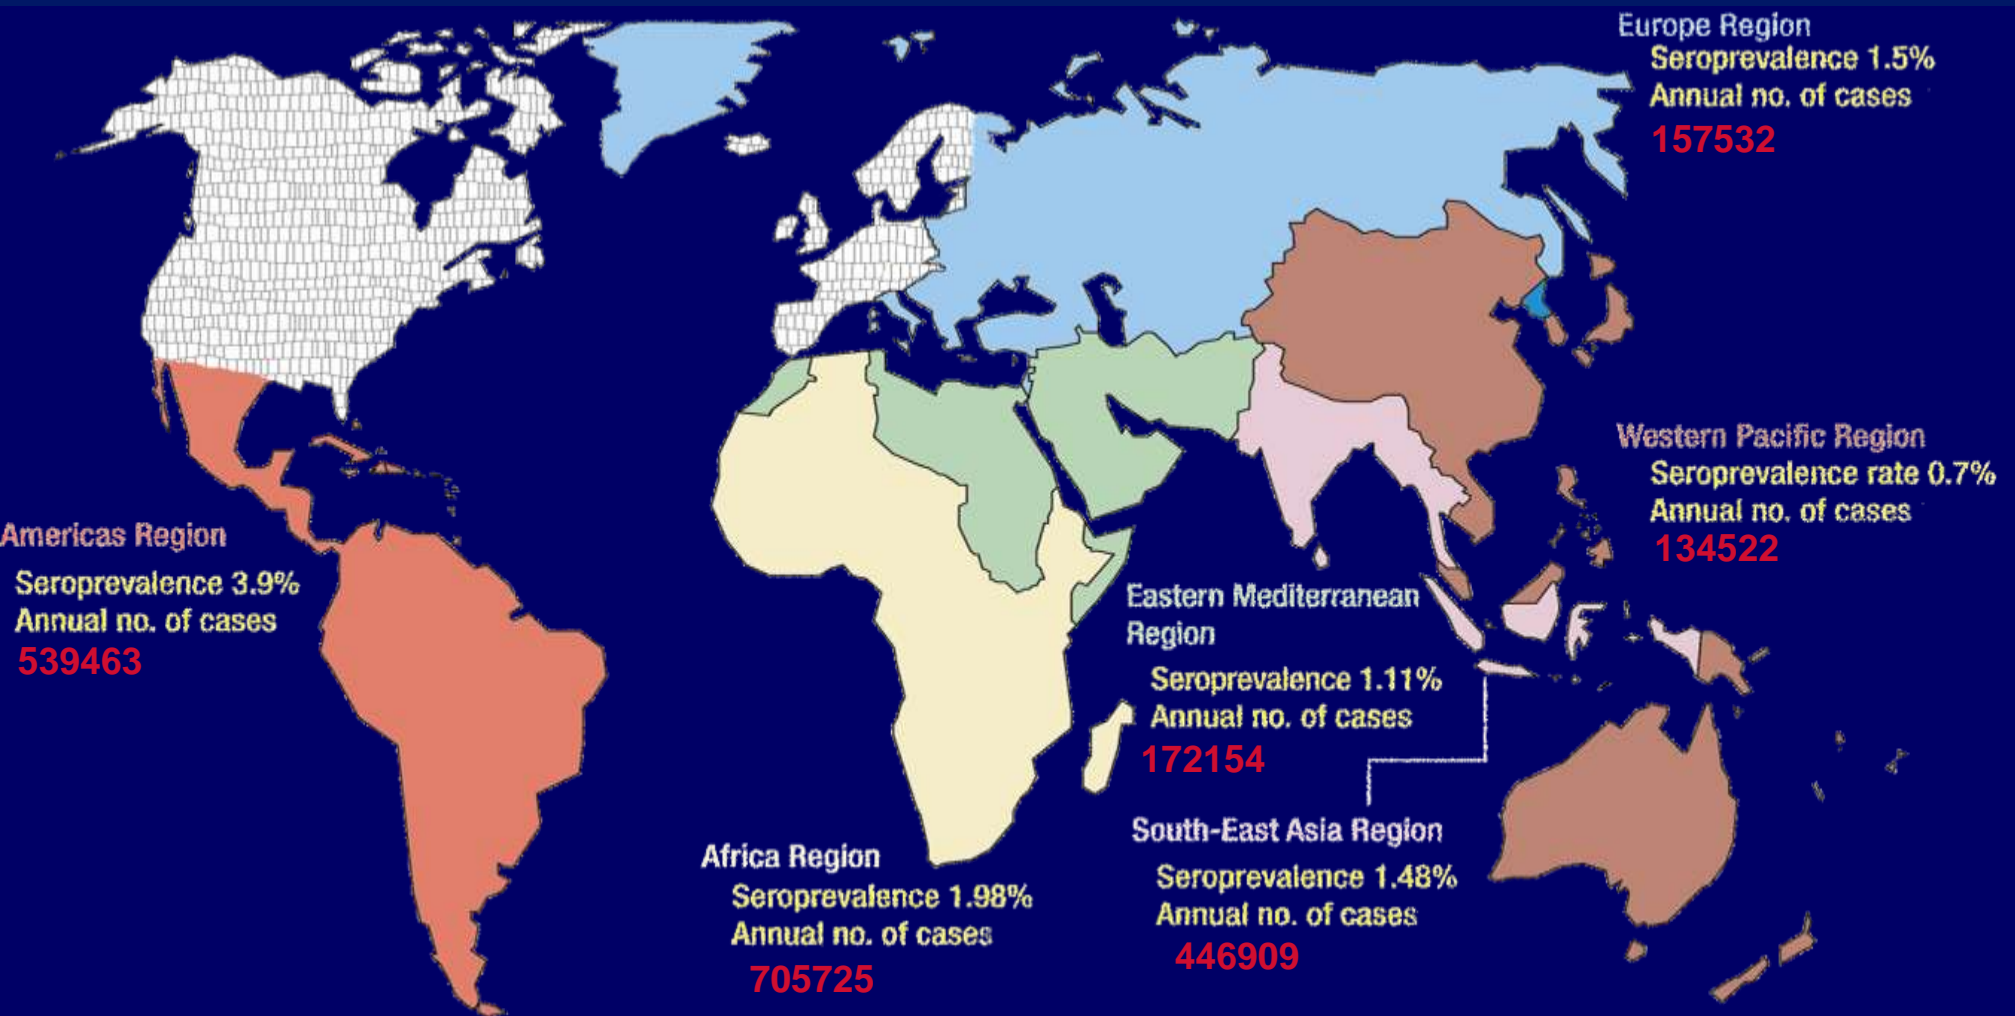 Europe Region
Seroprevalence 1.5%
Annual no. of cases
157532
Western Pacific Region
Seroprevalence rate 0.7%
Annual no. of cases
134522
Americas Region
Seroprevalence 3.9%
Annual no. of cases
539463
Eastern Mediterranean
Region
Seroprevalence 1.11%
Annual no. of cases
172154
South-East Asia Region
Seroprevalence 1.48%
Annual no. of cases
446909
Africa Region
Seroprevalence 1.98%
Annual no. of cases
705725